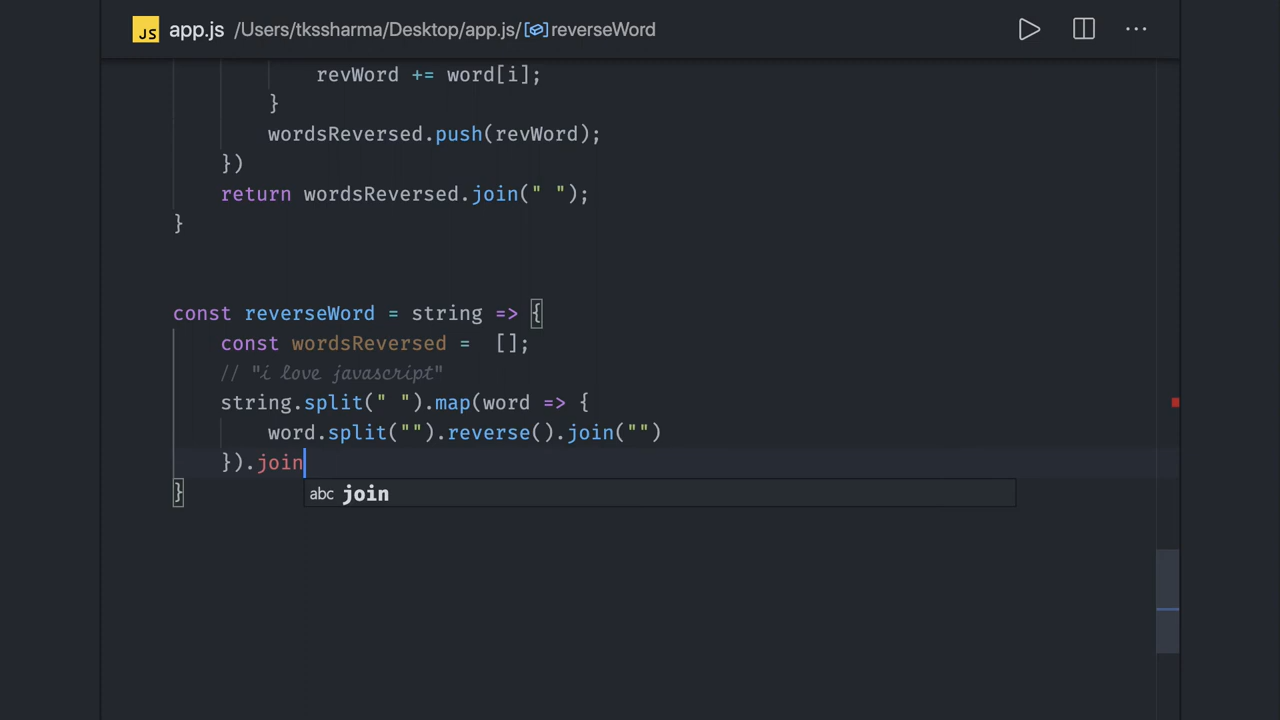 JS app.js /Users/tkssharma/Desktop/app.js/reverseWord
revWord += word[i];
}
wordsReversed.push(revWord);
})
return wordsReversed.join(" ");
}
const reverseWord = string => {
const wordsReversed =  [];
// "i love javascript"
string.split(" ").map(word => {
word.split("").reverse().join("")
}).join
abc join
}